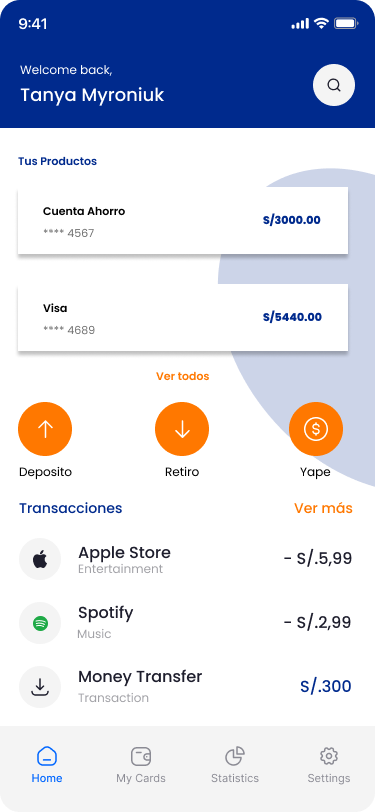 9:41
Welcome back,
Tanya Myroniuk
Tus Productos
Cuenta Ahorro
S/3000.00
**** 4567
Visa
S/5440.00
**** 4689
Ver todos
Deposito
Retiro
Yape
Transacciones
Ver más
Apple Store
- S/.5,99
Entertainment
Spotify
- S/.2,99
Music
Money Transfer
S/.300
Transaction
Home
My Cards
Statistics
Settings